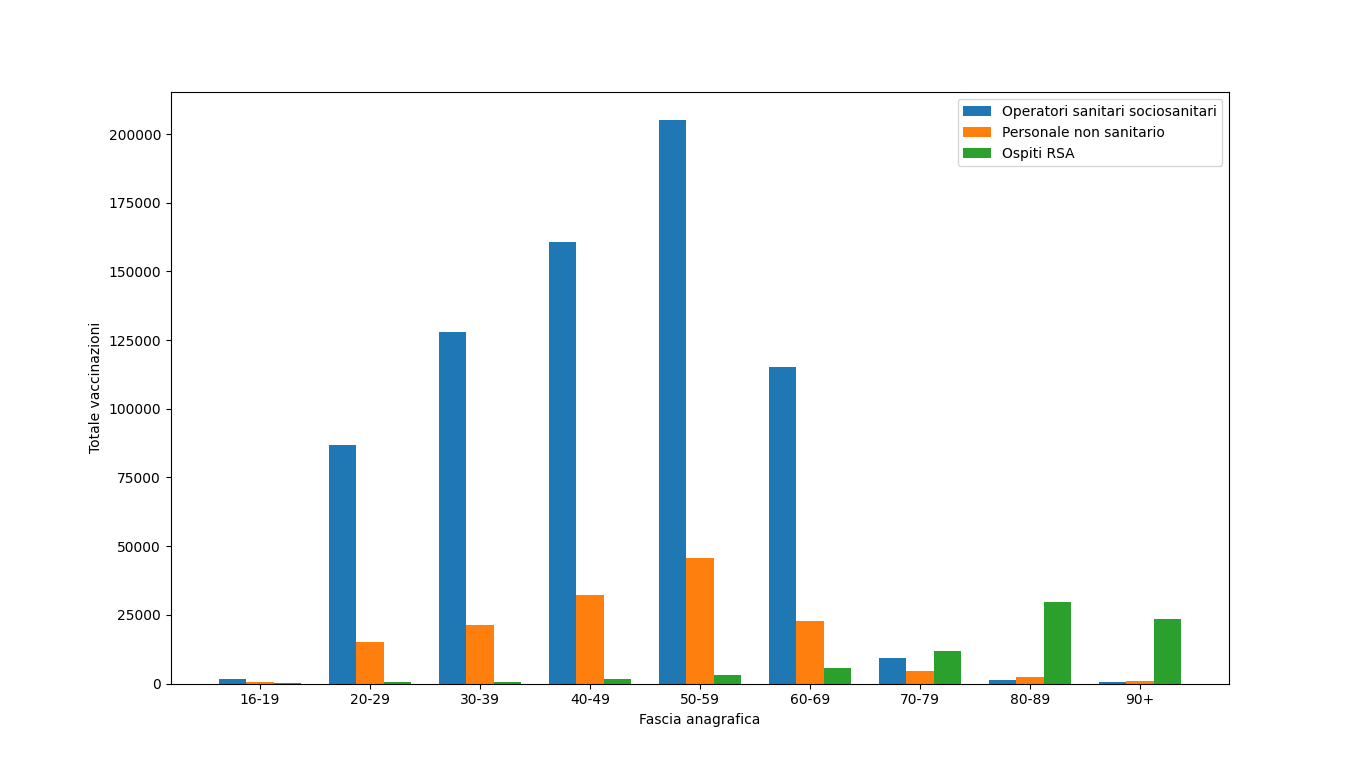 Operatori sanitari sociosanitari
Personale non sanitario
Ospiti RSA
200000
175000
150000
125000
100000
75000
50000
25000
0
Totale vaccinazioni
16-19 20-29 30-39 40-49 50-59 60-69 70-79 80-89 90+
Fascia anagrafica